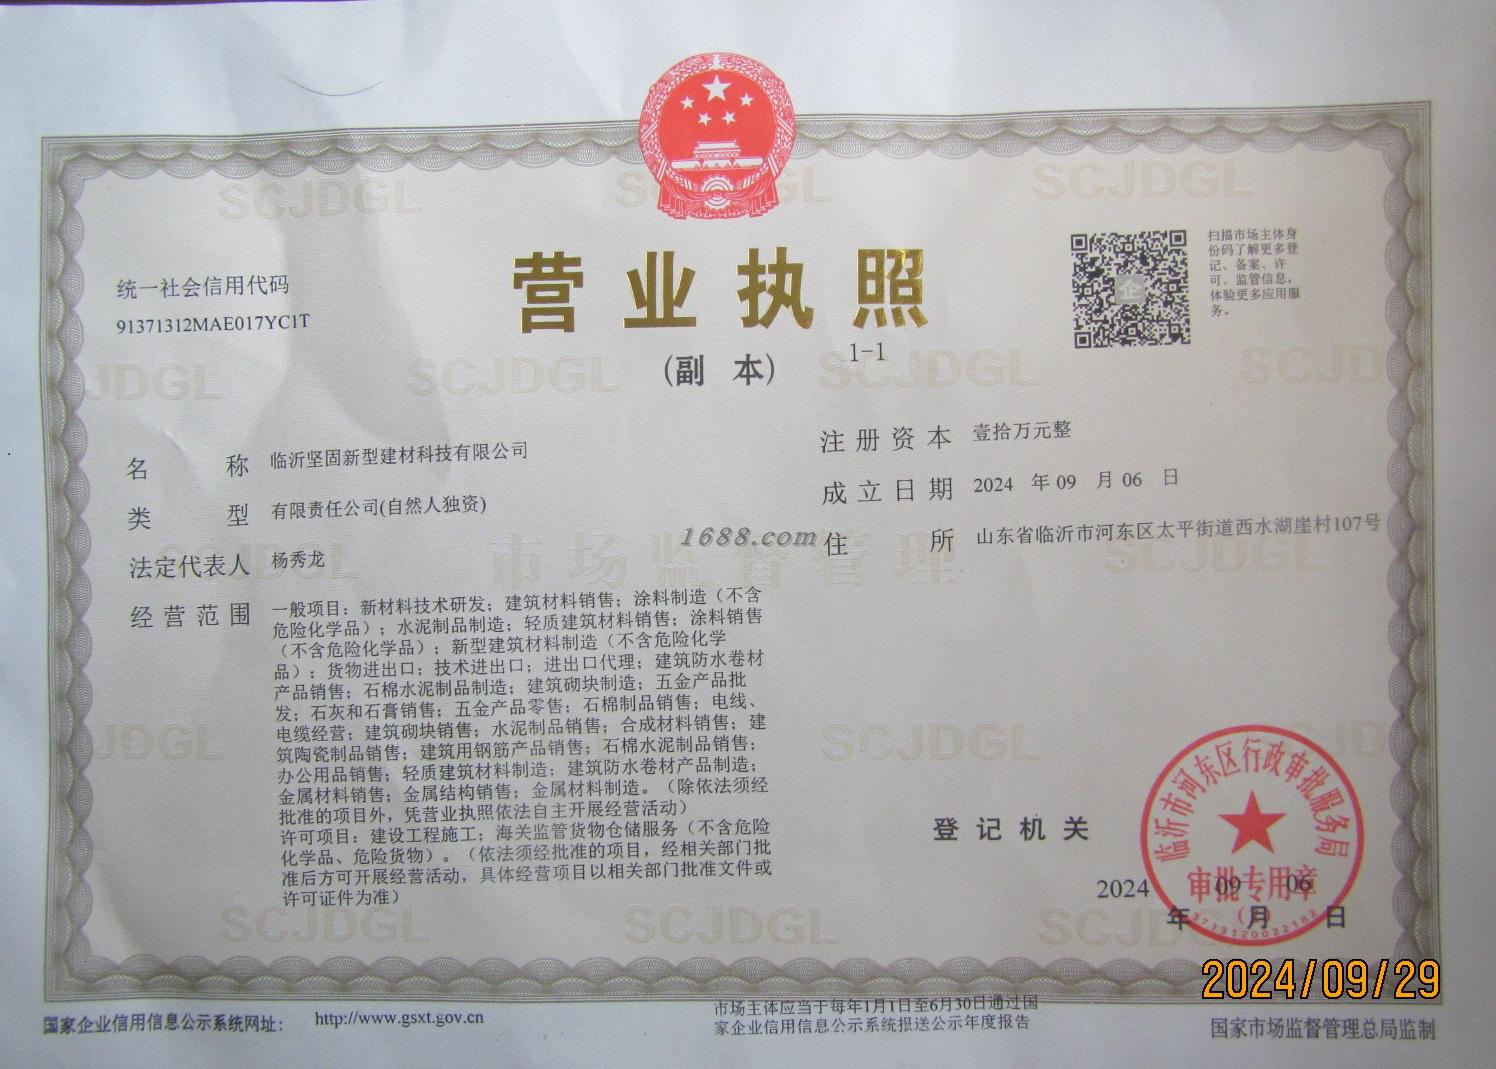 SCJDGL
SCJDGL
统一社会信用代码
91371312MAE017YC1T
营业执照
(副 本)
1-1
扫描市场主体身
份码了解更多登
记、备案、许
可、监管信息，
体验更多应用服
务。
企
JDGL
SCJDGL
SCJDGL
SCJD
名 称 临沂坚固新型建材科技有限公司
类 型 有限责任公司(自然人独资)
法定代表人 杨秀龙
经营范围 一般项目：新材料技术研发；建筑材料销售；涂料制造（不含
危险化学品）；水泥制品制造；轻质建筑材料销售；涂料销售
（不含危险化学品）；新型建筑材料制造（不含危险化学
品）；货物进出口；技术进出口；进出口代理；建筑防水卷材
产品销售；石棉水泥制品制造；建筑砌块制造；五金产品批
发；石灰和石膏销售；五金产品零售；石棉制品销售；电线、
电缆经营；建筑砌块销售；水泥制品销售；合成材料销售；建
筑陶瓷制品销售；建筑用钢筋产品销售；石棉水泥制品销售；
办公用品销售；轻质建筑材料制造；建筑防水卷材产品制造；
金属材料销售；金属结构销售；金属材料制造。（除依法须经
批准的项目外，凭营业执照依法自主开展经营活动）
许可项目：建设工程施工；海关监管货物仓储服务（不含危险
化学品、危险货物）。（依法须经批准的项目，经相关部门批
准后方可开展经营活动，具体经营项目以相关部门批准文件或
许可证件为准）
注册资本 壹拾万元整
成立日期 2024 年 09 月 06 日
住 所 山东省临沂市河东区太平街道西水湖崖村107号
1688.com
市场监督管理
SCJDGL
JDGL
SCJDGL
JD
登记机关
临沂市河东区行政审批服务局
审批专用章
3713120022182
2024 09 06
年 月 日
SCJDGL
SCJDGL
SCJDGL
2024/09/29
国家企业信用信息公示系统网址：
http://www.gsxt.gov.cn
市场主体应当于每年1月1日至6月30日通过国
家企业信用信息公示系统报送公示年度报告
国家市场监督管理总局监制